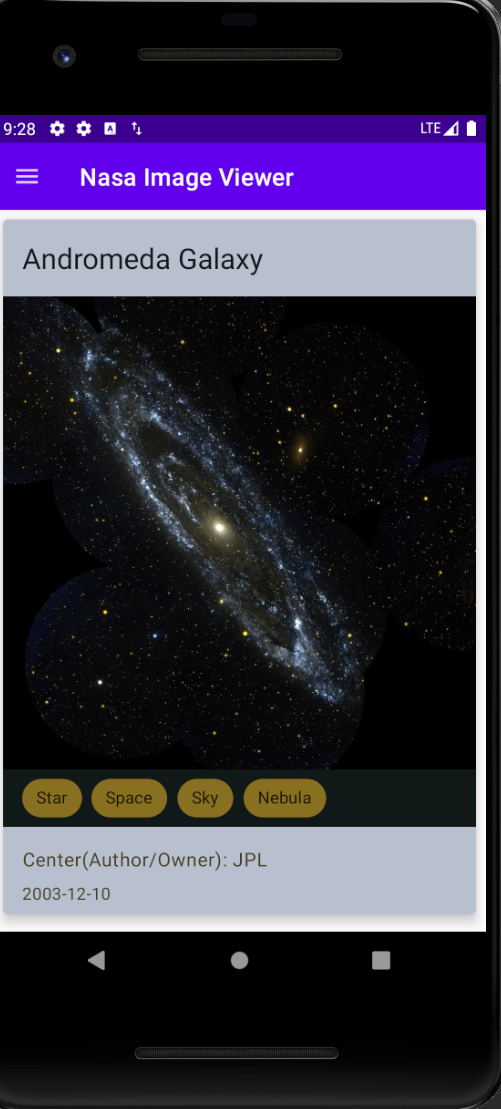 9:28 A LTE
Nasa Image Viewer
Andromeda Galaxy
Star Space Sky Nebula
Center(Author/Owner): JPL
2003-12-10